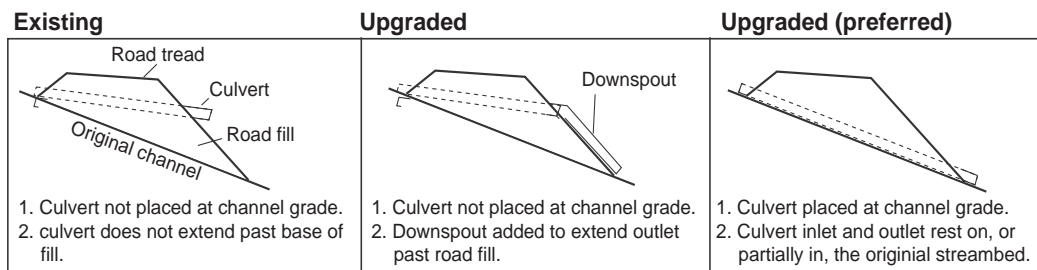 Existing
Upgraded
Upgraded (preferred)
Road tread
Culvert
Road fill
Original channel
1. Culvert not placed at channel grade.
2. culvert does not extend past base of
fill.
Downspout
1. Culvert not placed at channel grade.
2. Downspout added to extend outlet
past road fill.
1. Culvert placed at channel grade.
2. Culvert inlet and outlet rest on, or
partially in, the originial streambed.